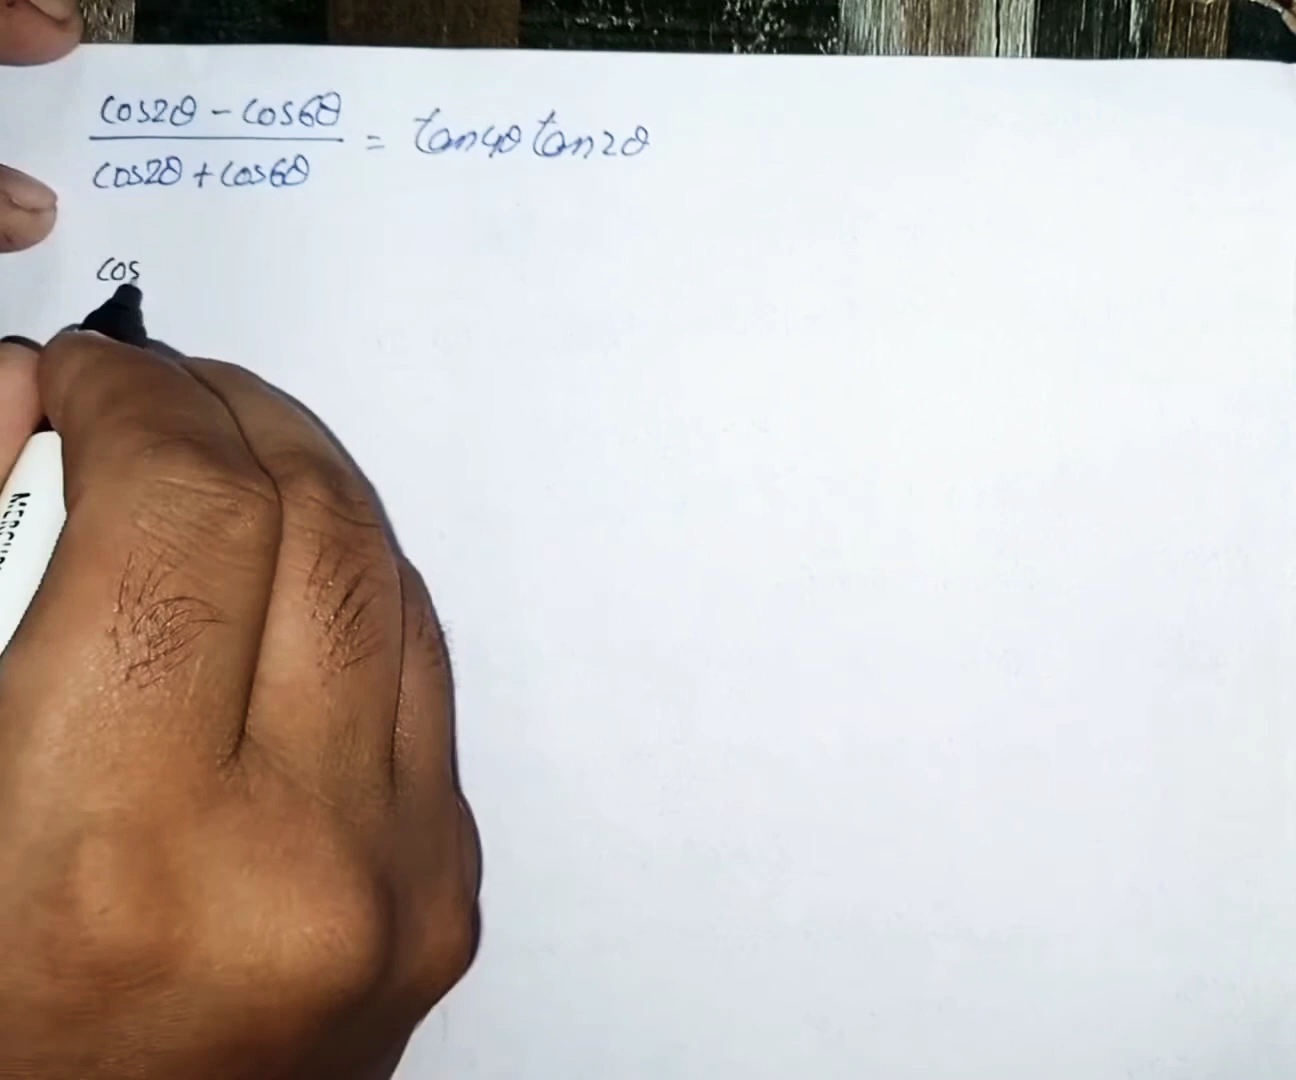 cos2θ - cos6θ / cos2θ + cos6θ = tan4θ tan2θ
cos